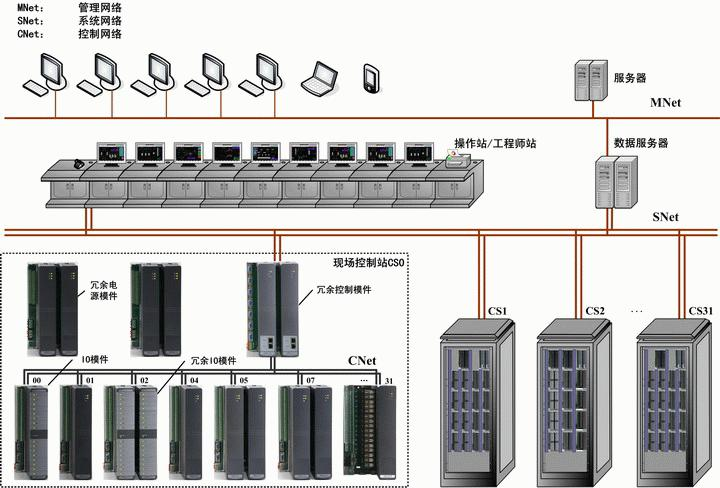 MNet： 管理网络
SNet： 系统网络
CNet： 控制网络
服务器
MNet
操作站/工程师站
数据服务器
SNet
现场控制站CS0
冗余电
源模件
冗余控制模件
CS1
CS2
...
CS31
IO模件
冗余IO模件
CNet
00
01
02
04
05
07
...
31